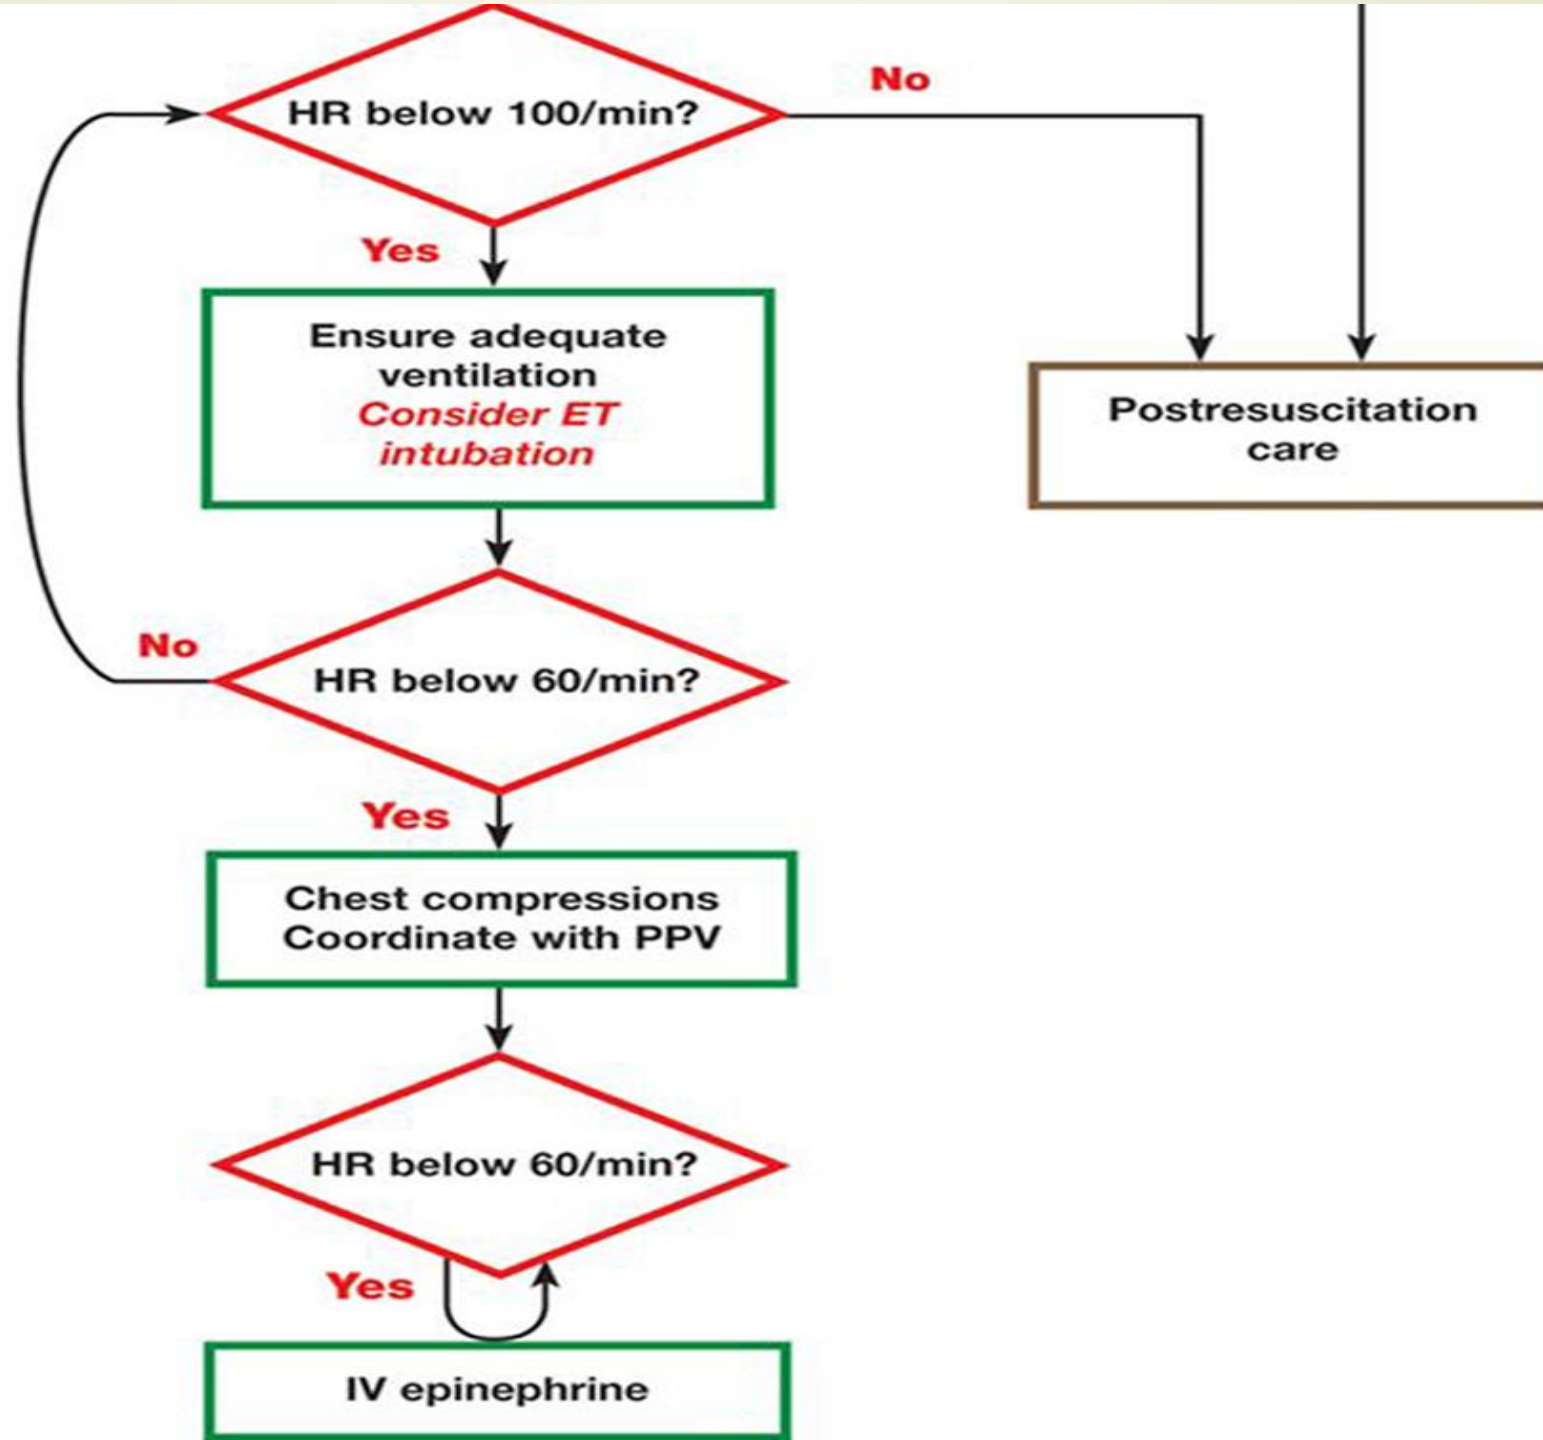 HR below 100/min?
No
Yes
Ensure adequate
ventilation
Consider ET
intubation
Postresuscitation
care
No
HR below 60/min?
Yes
Chest compressions
Coordinate with PPV
HR below 60/min?
Yes
IV epinephrine